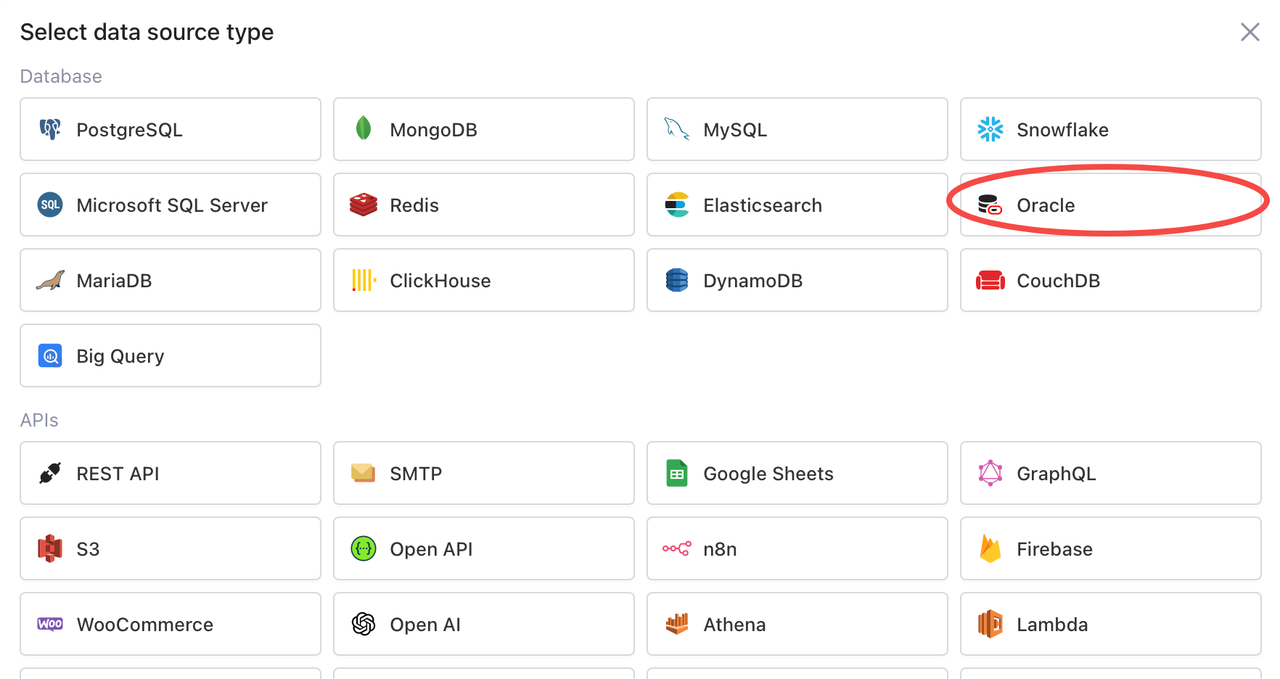 Select data source type
Database
PostgreSQL
MongoDB
MySQL
Snowflake
SQL
Microsoft SQL Server
Redis
Elasticsearch
Oracle
MariaDB
ClickHouse
DynamoDB
CouchDB
Big Query
APIs
REST API
SMTP
Google Sheets
GraphQL
S3
{··}
Open API
n8n
Firebase
WOO
WooCommerce
Open AI
Athena
Lambda